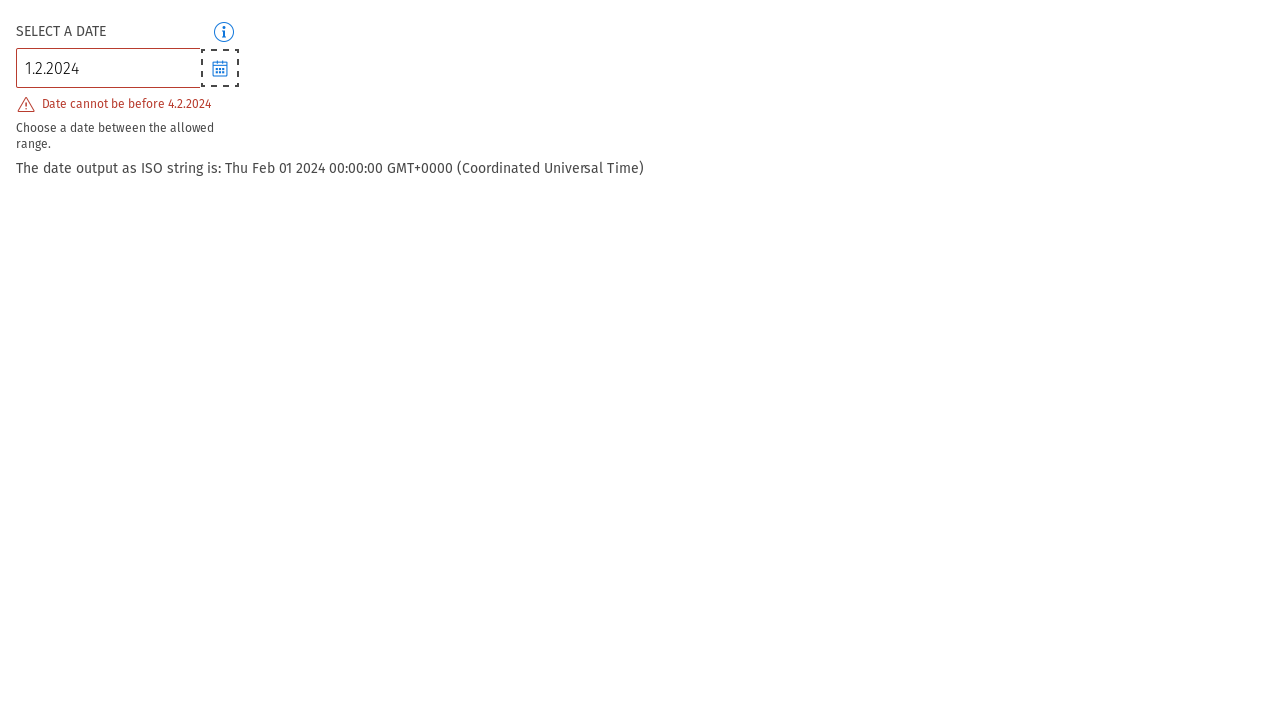 SELECT A DATE
1.2.2024
Date cannot be before 4.2.2024
Choose a date between the allowed
range.
The date output as ISO string is: Thu Feb 01 2024 00:00:00 GMT+0000 (Coordinated Universal Time)